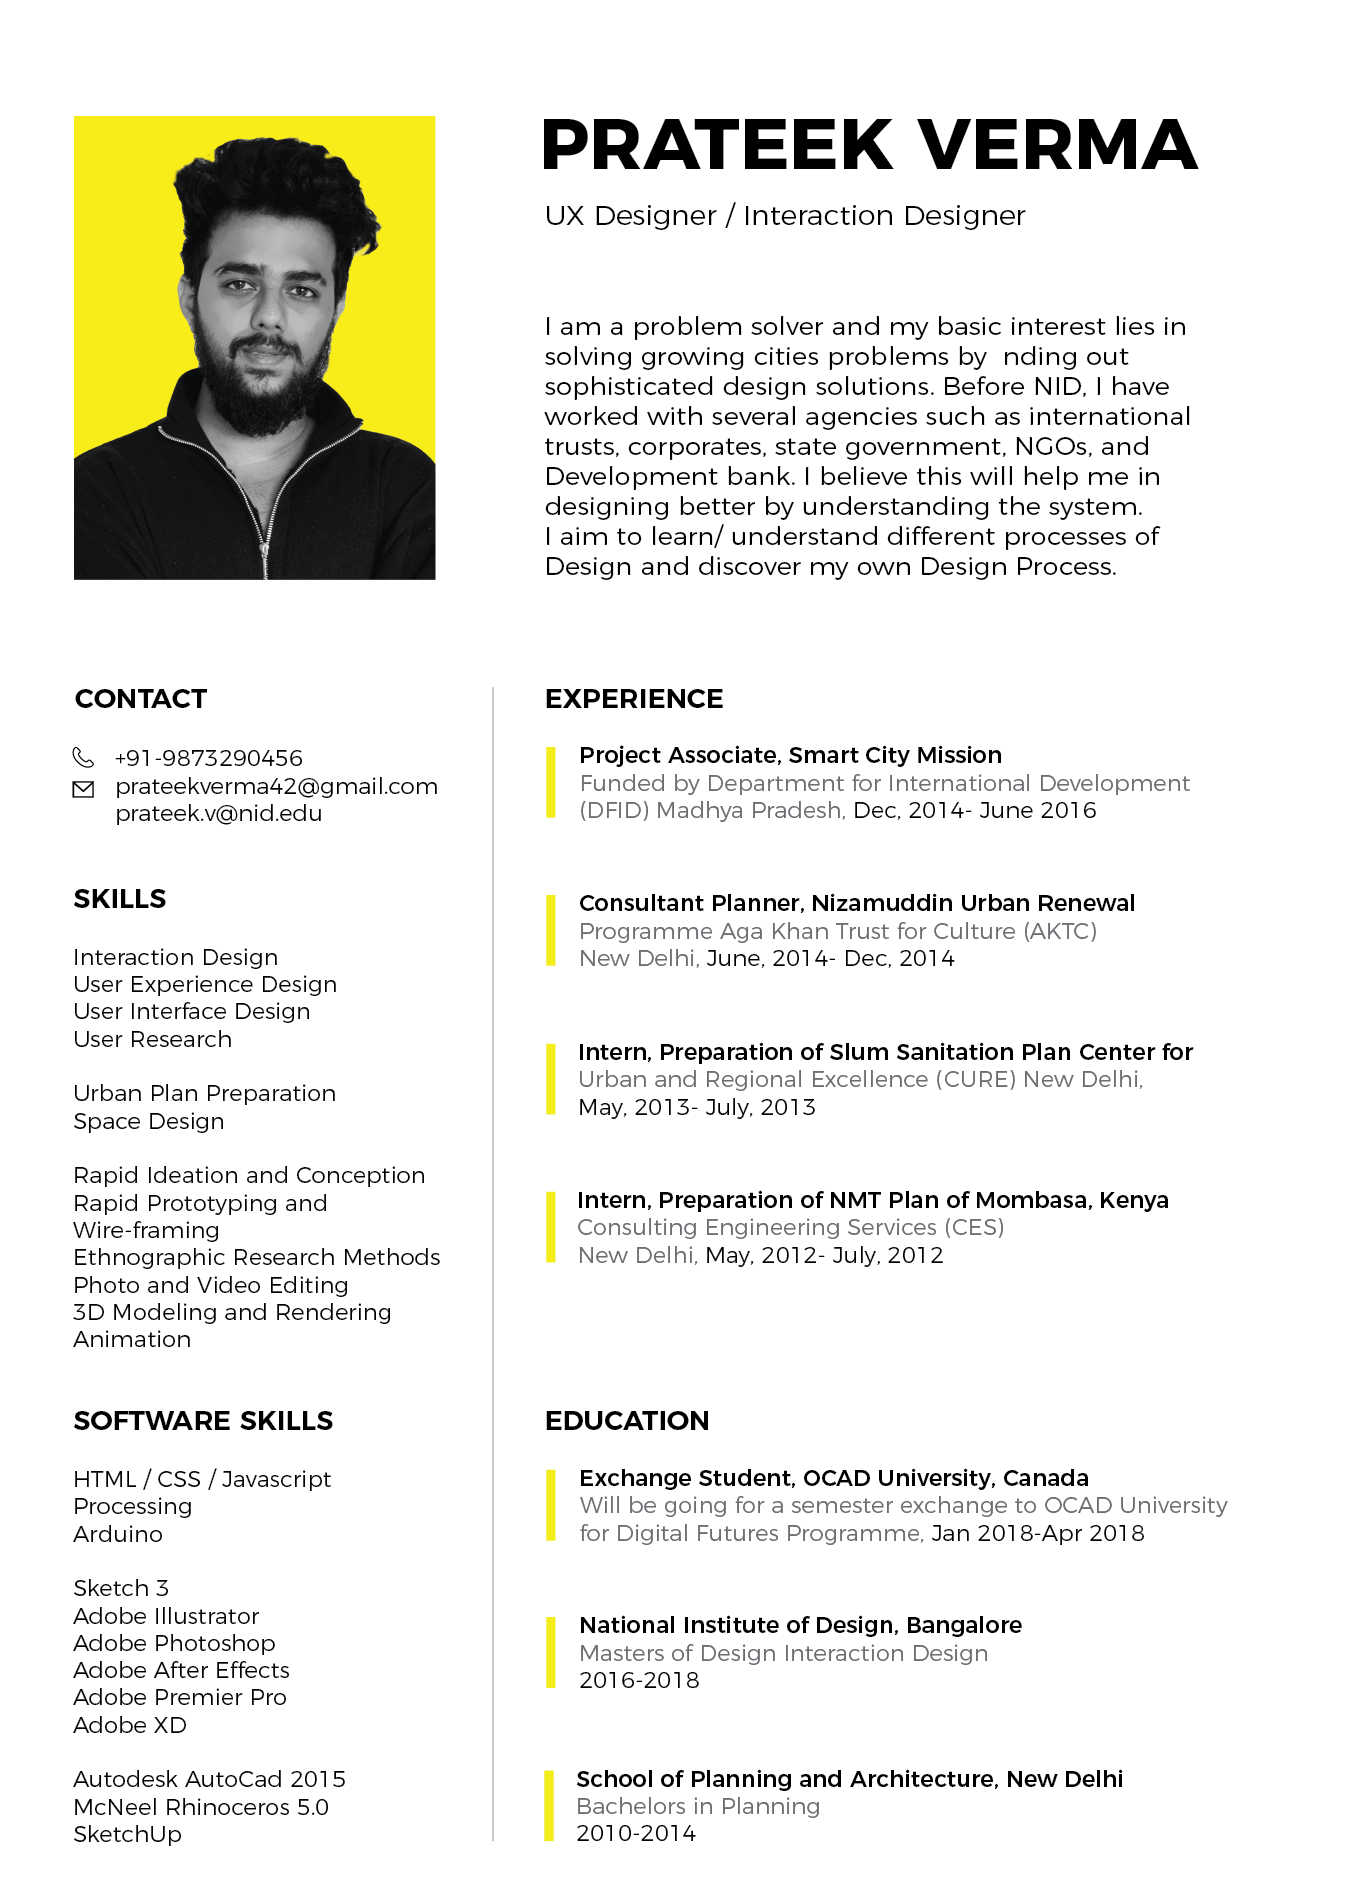 PRATEEK VERMA
UX Designer / Interaction Designer
I am a problem solver and my basic interest lies in
solving growing cities problems by  nding out
sophisticated design solutions. Before NID, I have
worked with several agencies such as international
trusts, corporates, state government, NGOs, and
Development bank. I believe this will help me in
designing better by understanding the system.
I aim to learn/ understand different processes of
Design and discover my own Design Process.
CONTACT
+91-9873290456
prateekverma42@gmail.com
prateek.v@nid.edu
SKILLS
Interaction Design
User Experience Design
User Interface Design
User Research
Urban Plan Preparation
Space Design
Rapid Ideation and Conception
Rapid Prototyping and
Wire-framing
Ethnographic Research Methods
Photo and Video Editing
3D Modeling and Rendering
Animation
SOFTWARE SKILLS
HTML / CSS / Javascript
Processing
Arduino
Sketch 3
Adobe Illustrator
Adobe Photoshop
Adobe After Effects
Adobe Premier Pro
Adobe XD
Autodesk AutoCad 2015
McNeel Rhinoceros 5.0
SketchUp
EXPERIENCE
Project Associate, Smart City Mission
Funded by Department for International Development
(DFID) Madhya Pradesh, Dec, 2014- June 2016
Consultant Planner, Nizamuddin Urban Renewal
Programme Aga Khan Trust for Culture (AKTC)
New Delhi, June, 2014- Dec, 2014
Intern, Preparation of Slum Sanitation Plan Center for
Urban and Regional Excellence (CURE) New Delhi,
May, 2013- July, 2013
Intern, Preparation of NMT Plan of Mombasa, Kenya
Consulting Engineering Services (CES)
New Delhi, May, 2012- July, 2012
EDUCATION
Exchange Student, OCAD University, Canada
Will be going for a semester exchange to OCAD University
for Digital Futures Programme, Jan 2018-Apr 2018
National Institute of Design, Bangalore
Masters of Design Interaction Design
2016-2018
School of Planning and Architecture, New Delhi
Bachelors in Planning
2010-2014